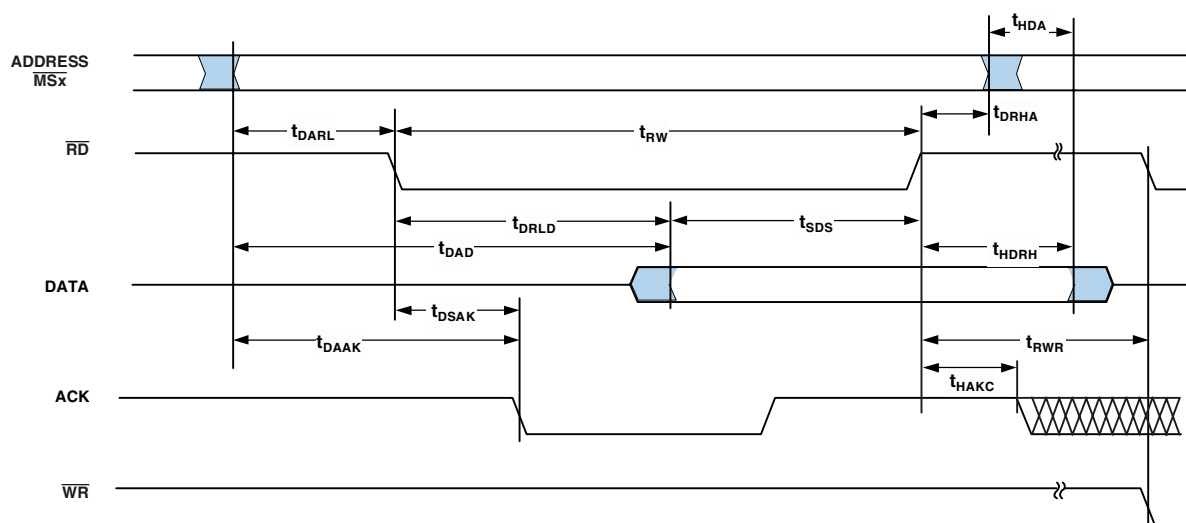 tHDA
ADDRESS
MSx
tDRHA
tDARL
tRW
RD
tDRLD
tSDS
tDAD
tHDRH
DATA
tDSAK
tDAAK
tRWR
tHAKC
ACK
WR